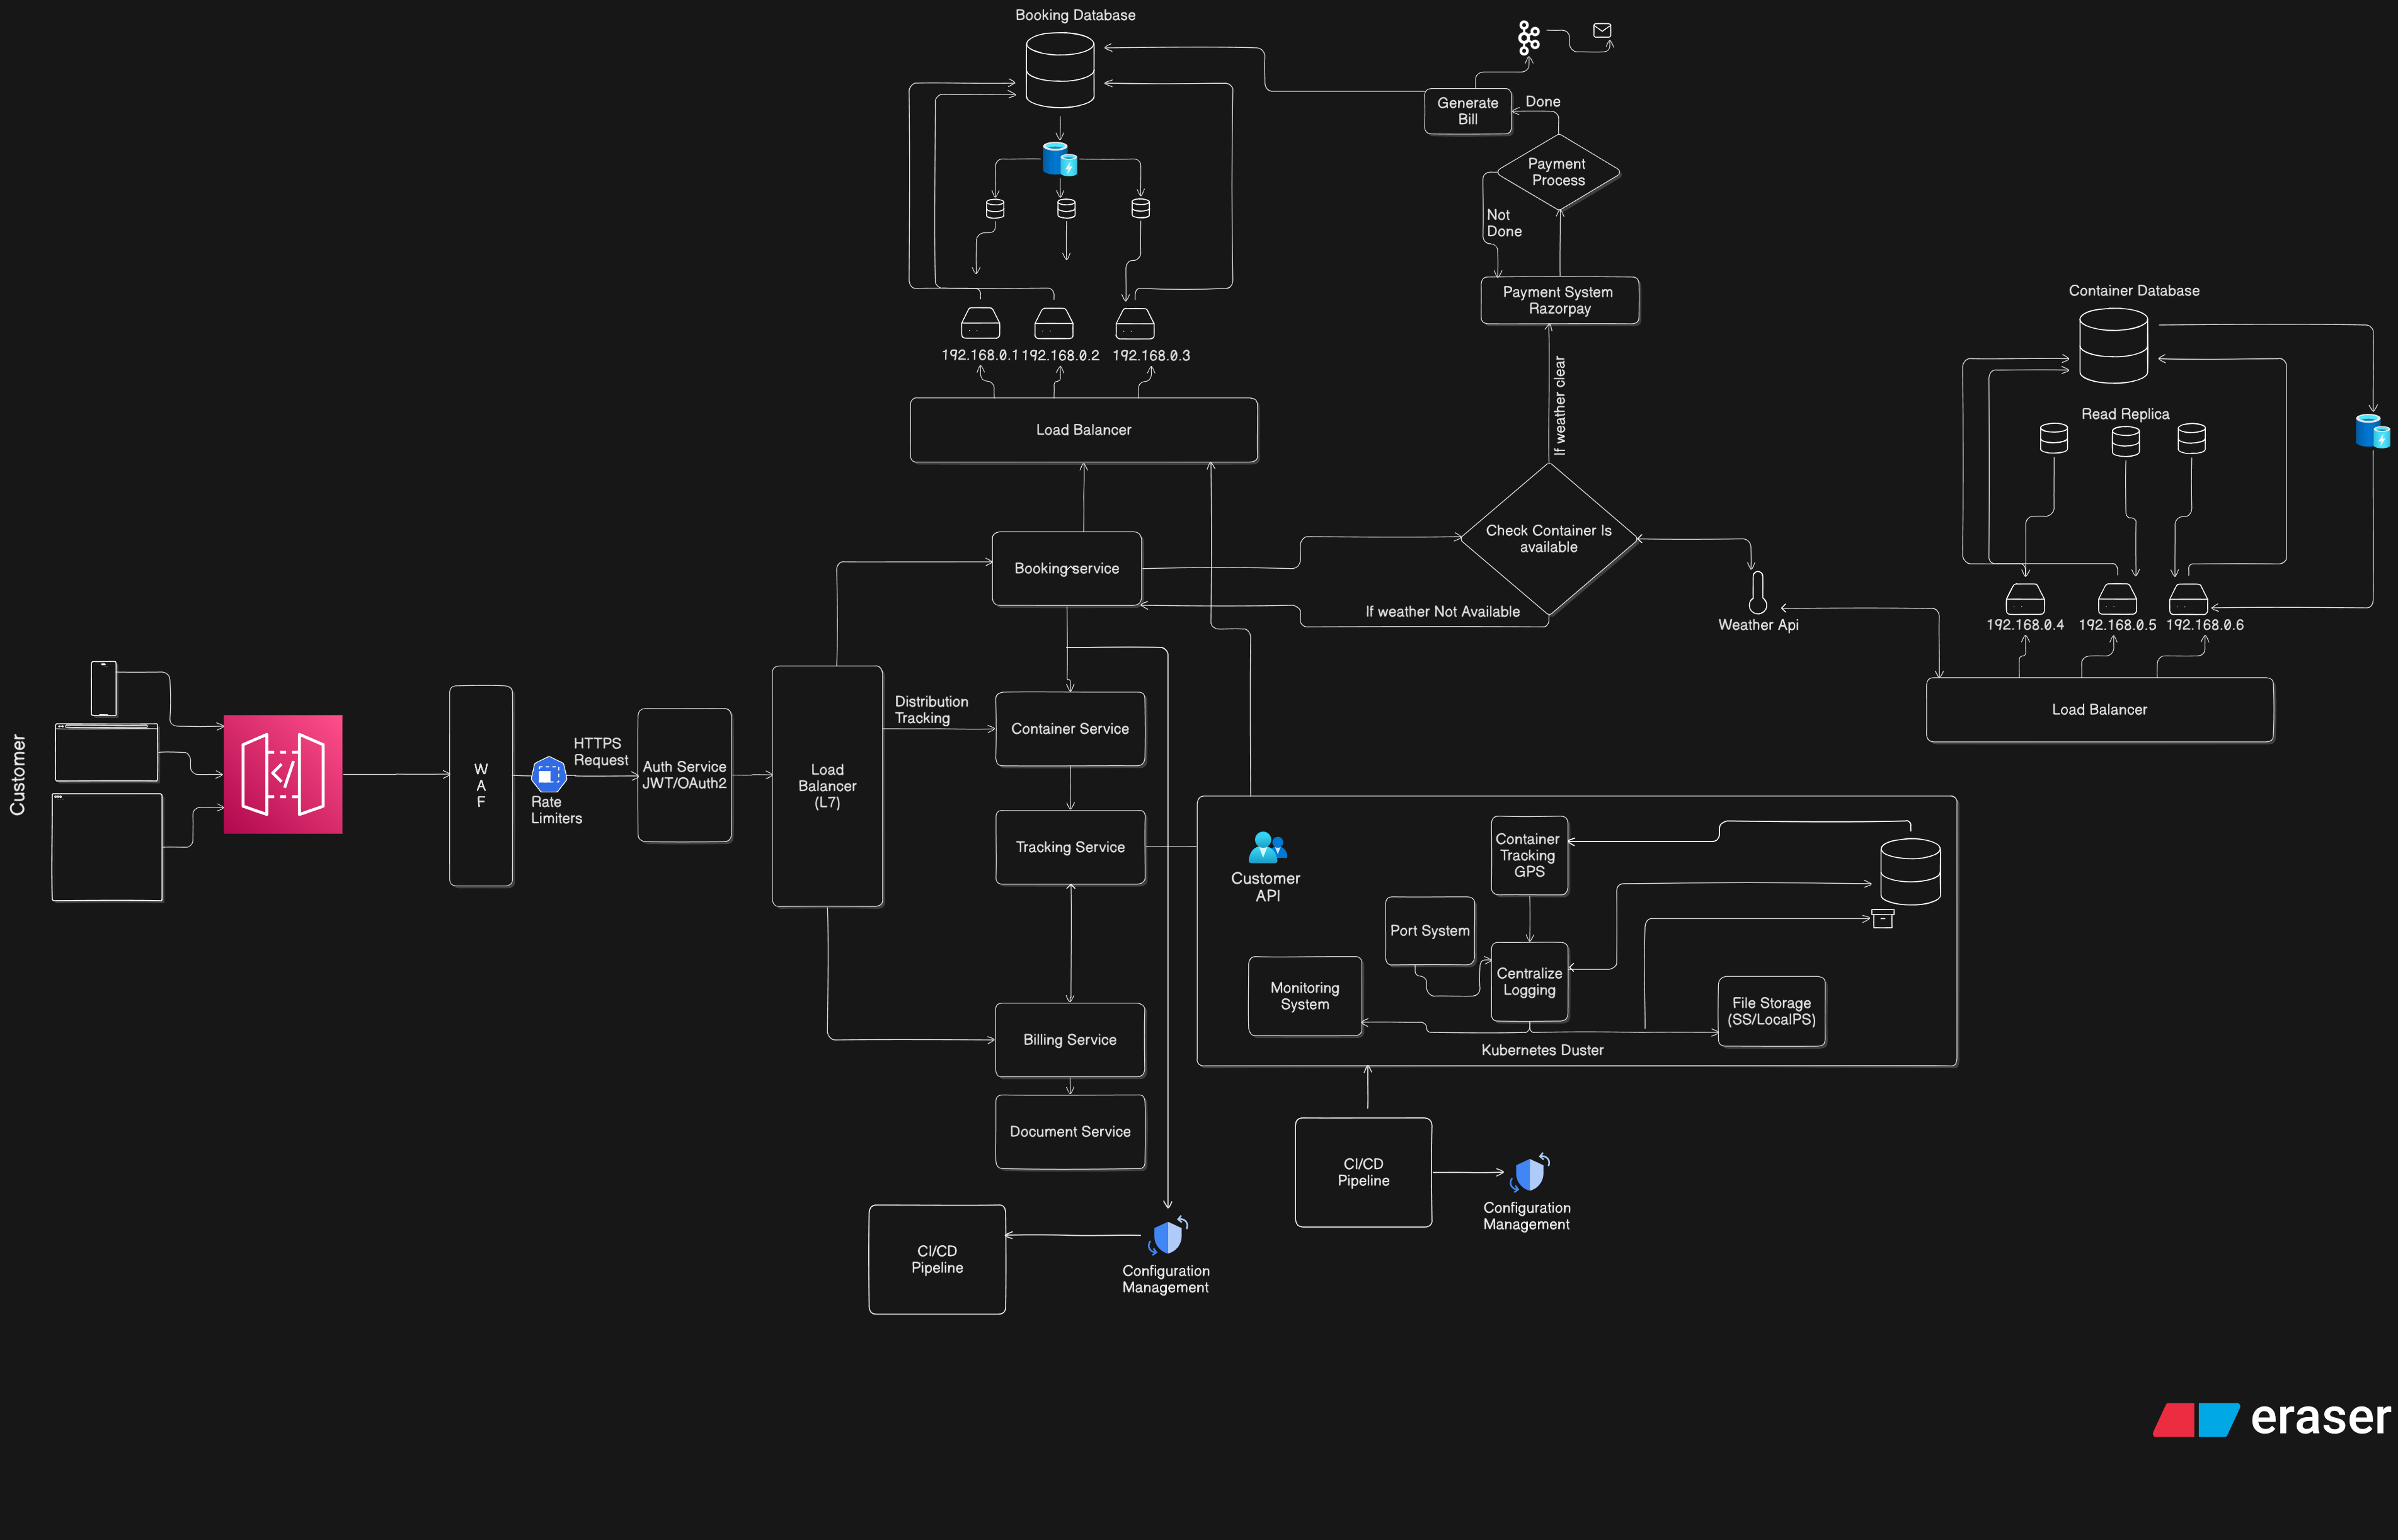 Booking Database
Generate
Bill
Done
Payment
Process
Not
Done
Payment System
Razorpay
Container Database
192.168.0.1
192.168.0.2
192.168.0.3
If weather clear
Load Balancer
Read Replica
Check Container Is
available
Booking service
If weather Not Available
Weather Api
192.168.0.4
192.168.0.5
192.168.0.6
Load Balancer
Customer
W
A
F
Rate
Limiters
HTTPS
Request
Auth Service
JWT/OAuth2
Load
Balancer
(L7)
Distribution
Tracking
Container Service
Tracking Service
Billing Service
Document Service
Customer
API
Container
Tracking
GPS
Port System
Centralize
Logging
Monitoring
System
File Storage
(SS/LocalPS)
Kubernetes Duster
CI/CD
Pipeline
Configuration
Management
CI/CD
Pipeline
Configuration
Management
eraser